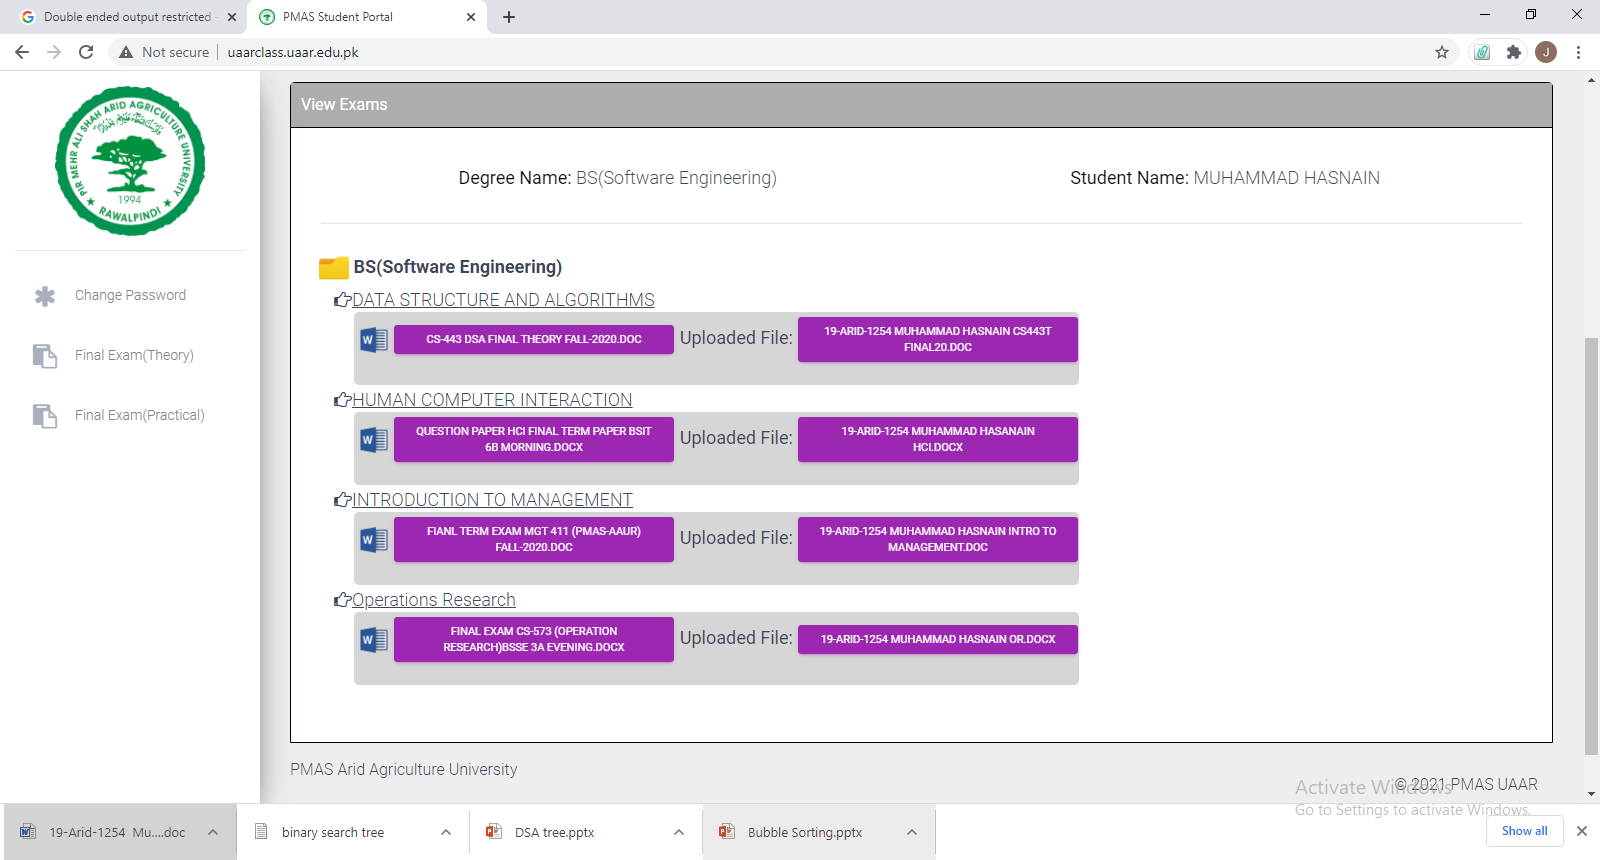 Double ended output restricted
PMAS Student Portal
Not secure
uaarclass.uaar.edu.pk
J
PIR MEHR ALI SHAH ARID AGRICULTURE UNIVERSITY
1994
RAWALPINDI
Change Password
Final Exam(Theory)
Final Exam(Practical)
View Exams
Degree Name: BS(Software Engineering)
Student Name: MUHAMMAD HASNAIN
BS(Software Engineering)
DATA STRUCTURE AND ALGORITHMS
W
CS-443 DSA FINAL THEORY FALL-2020.DOC
Uploaded File:
19-ARID-1254 MUHAMMAD HASNAIN CS443T
FINAL20.DOC
HUMAN COMPUTER INTERACTION
W
QUESTION PAPER HCI FINAL TERM PAPER BSIT
6B MORNING.DOCX
Uploaded File:
19-ARID-1254 MUHAMMAD HASANAIN
HCI.DOCX
INTRODUCTION TO MANAGEMENT
W
FIANL TERM EXAM MGT 411 (PMAS-AAUR)
FALL-2020.DOC
Uploaded File:
19-ARID-1254 MUHAMMAD HASNAIN INTRO TO
MANAGEMENT.DOC
Operations Research
W
FINAL EXAM CS-573 (OPERATION
RESEARCH)BSSE 3A EVENING.DOCX
Uploaded File:
19-ARID-1254 MUHAMMAD HASNAIN OR.DOCX
PMAS Arid Agriculture University
© 2021 PMAS UAAR
Activate Windows
Go to Settings to activate Windows.
19-Arid-1254 Mu....doc
binary search tree
DSA tree.pptx
Bubble Sorting.pptx
Show all